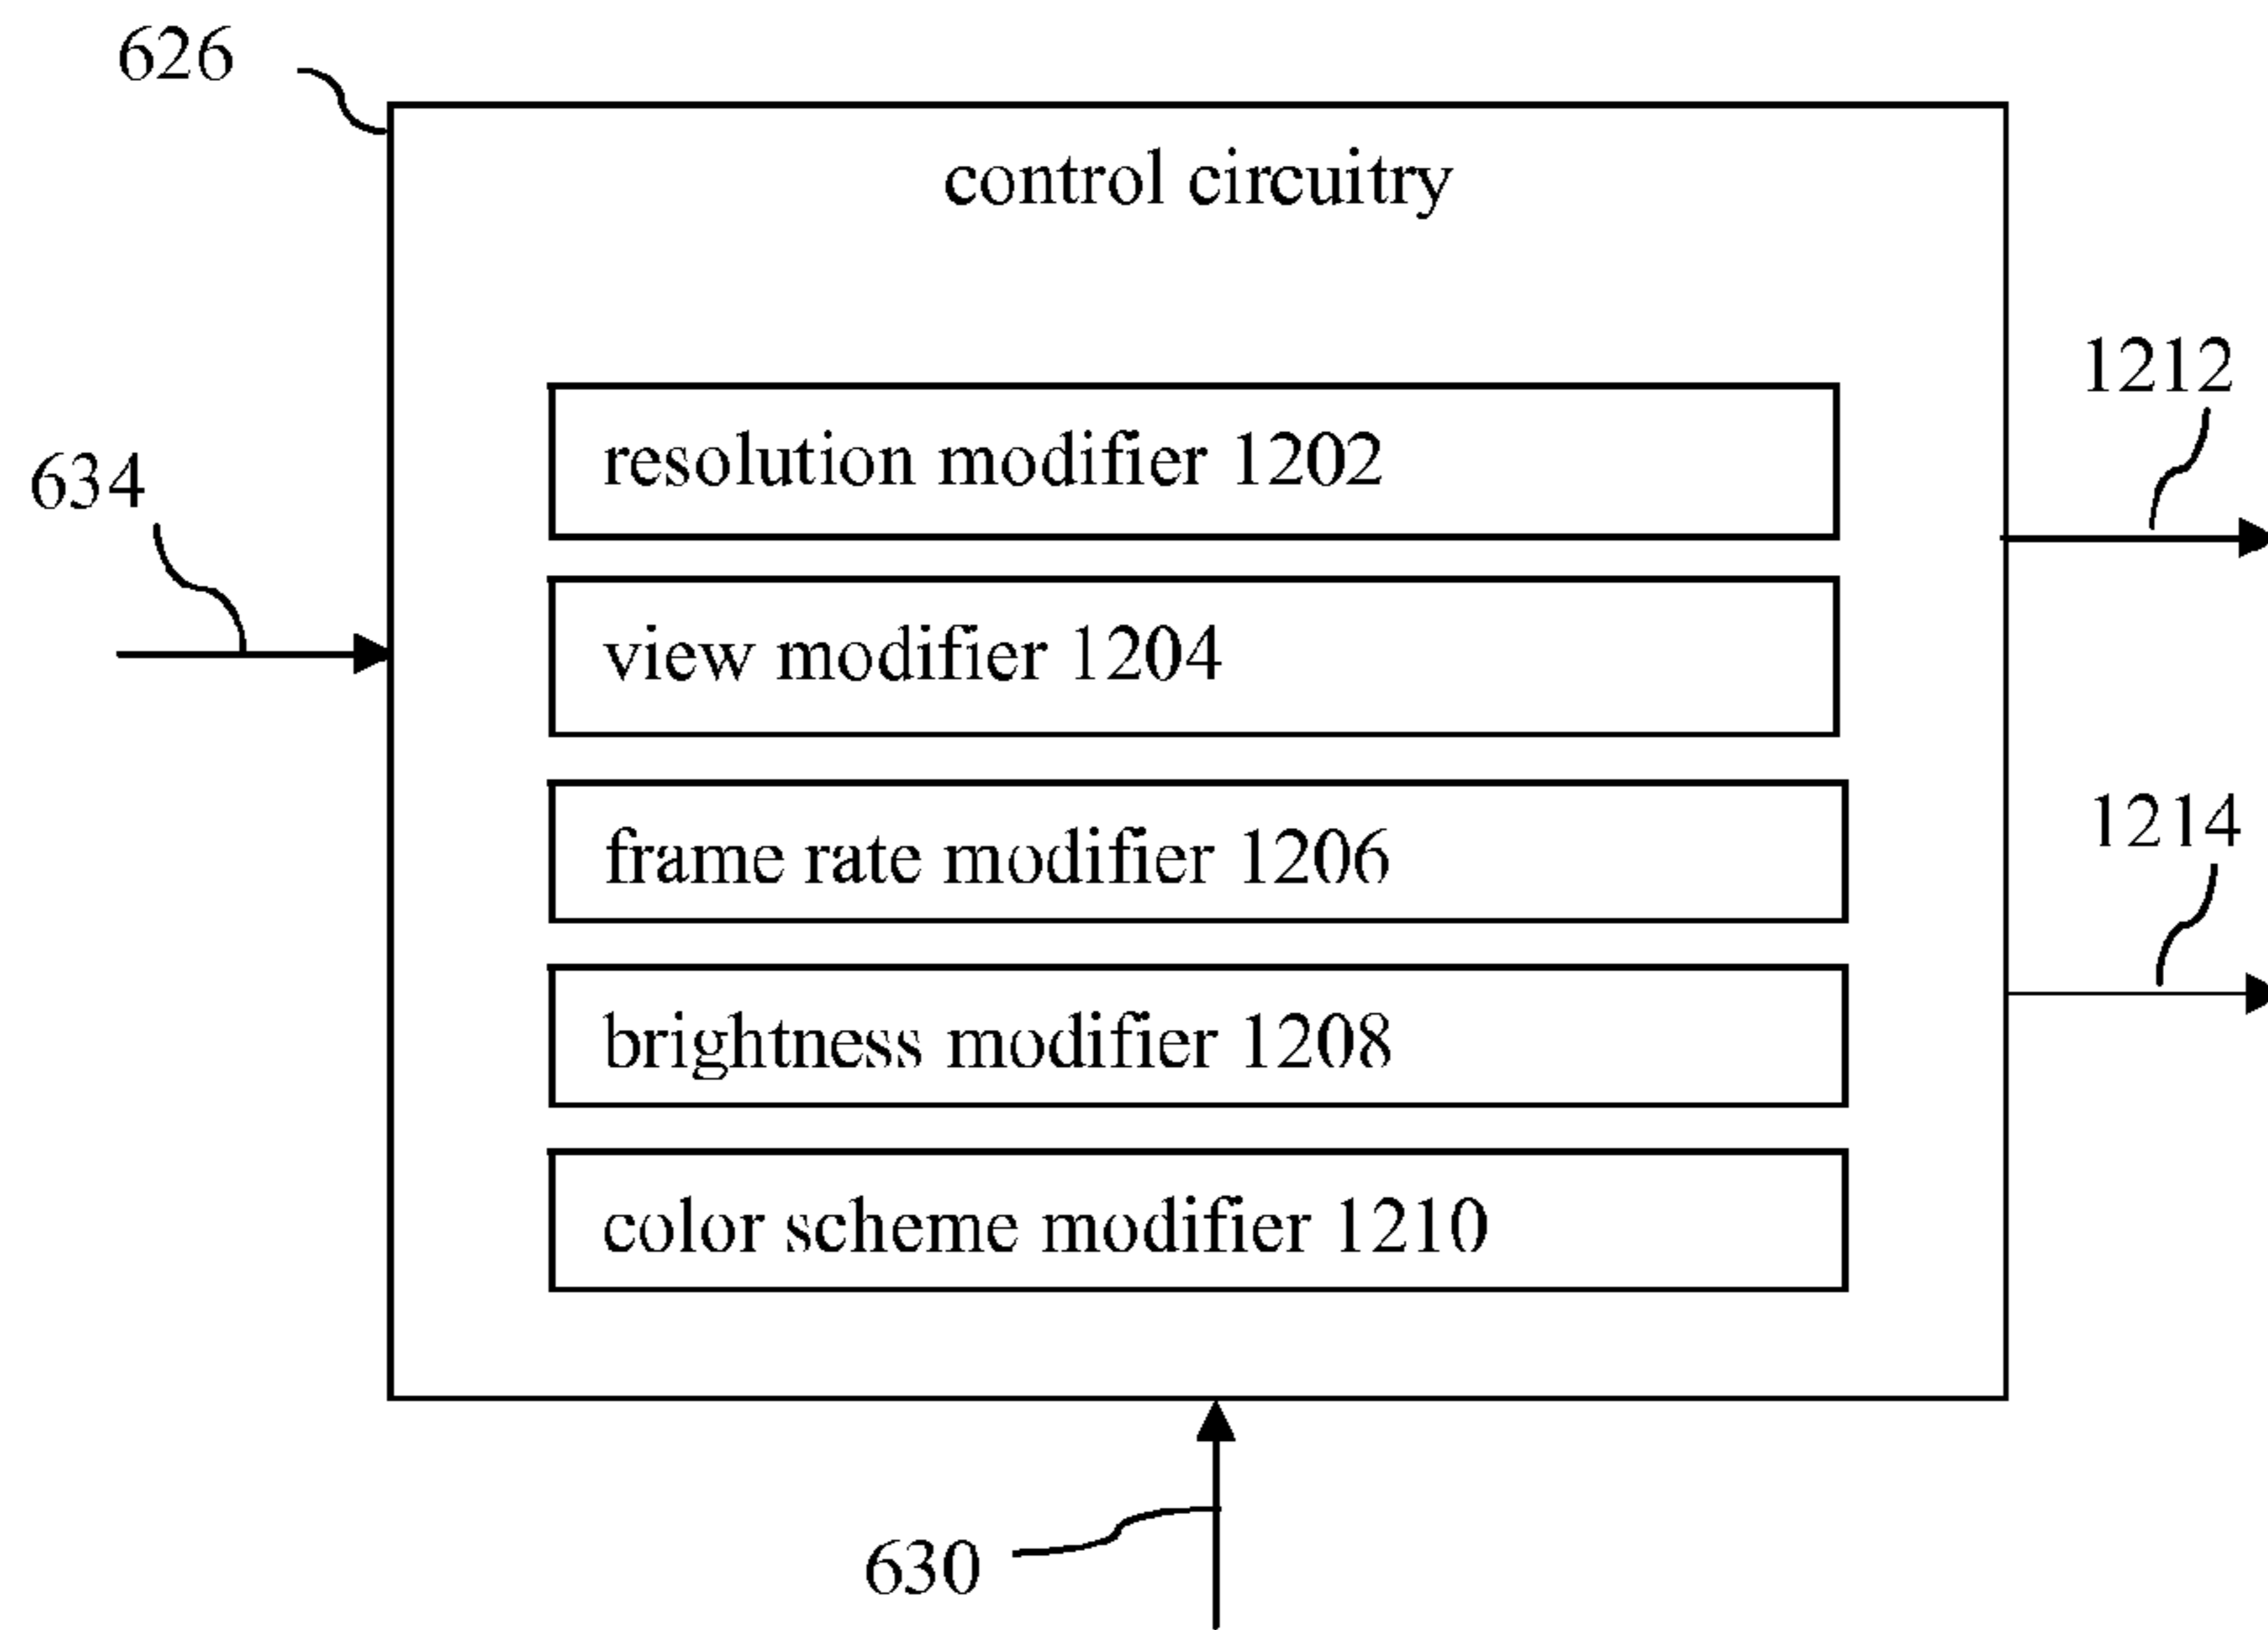 626
control circuitry
1212
resolution modifier 1202
634
view modifier 1204
1214
frame rate modifier 1206
brightness modifier 1208
color scheme modifier 1210
630